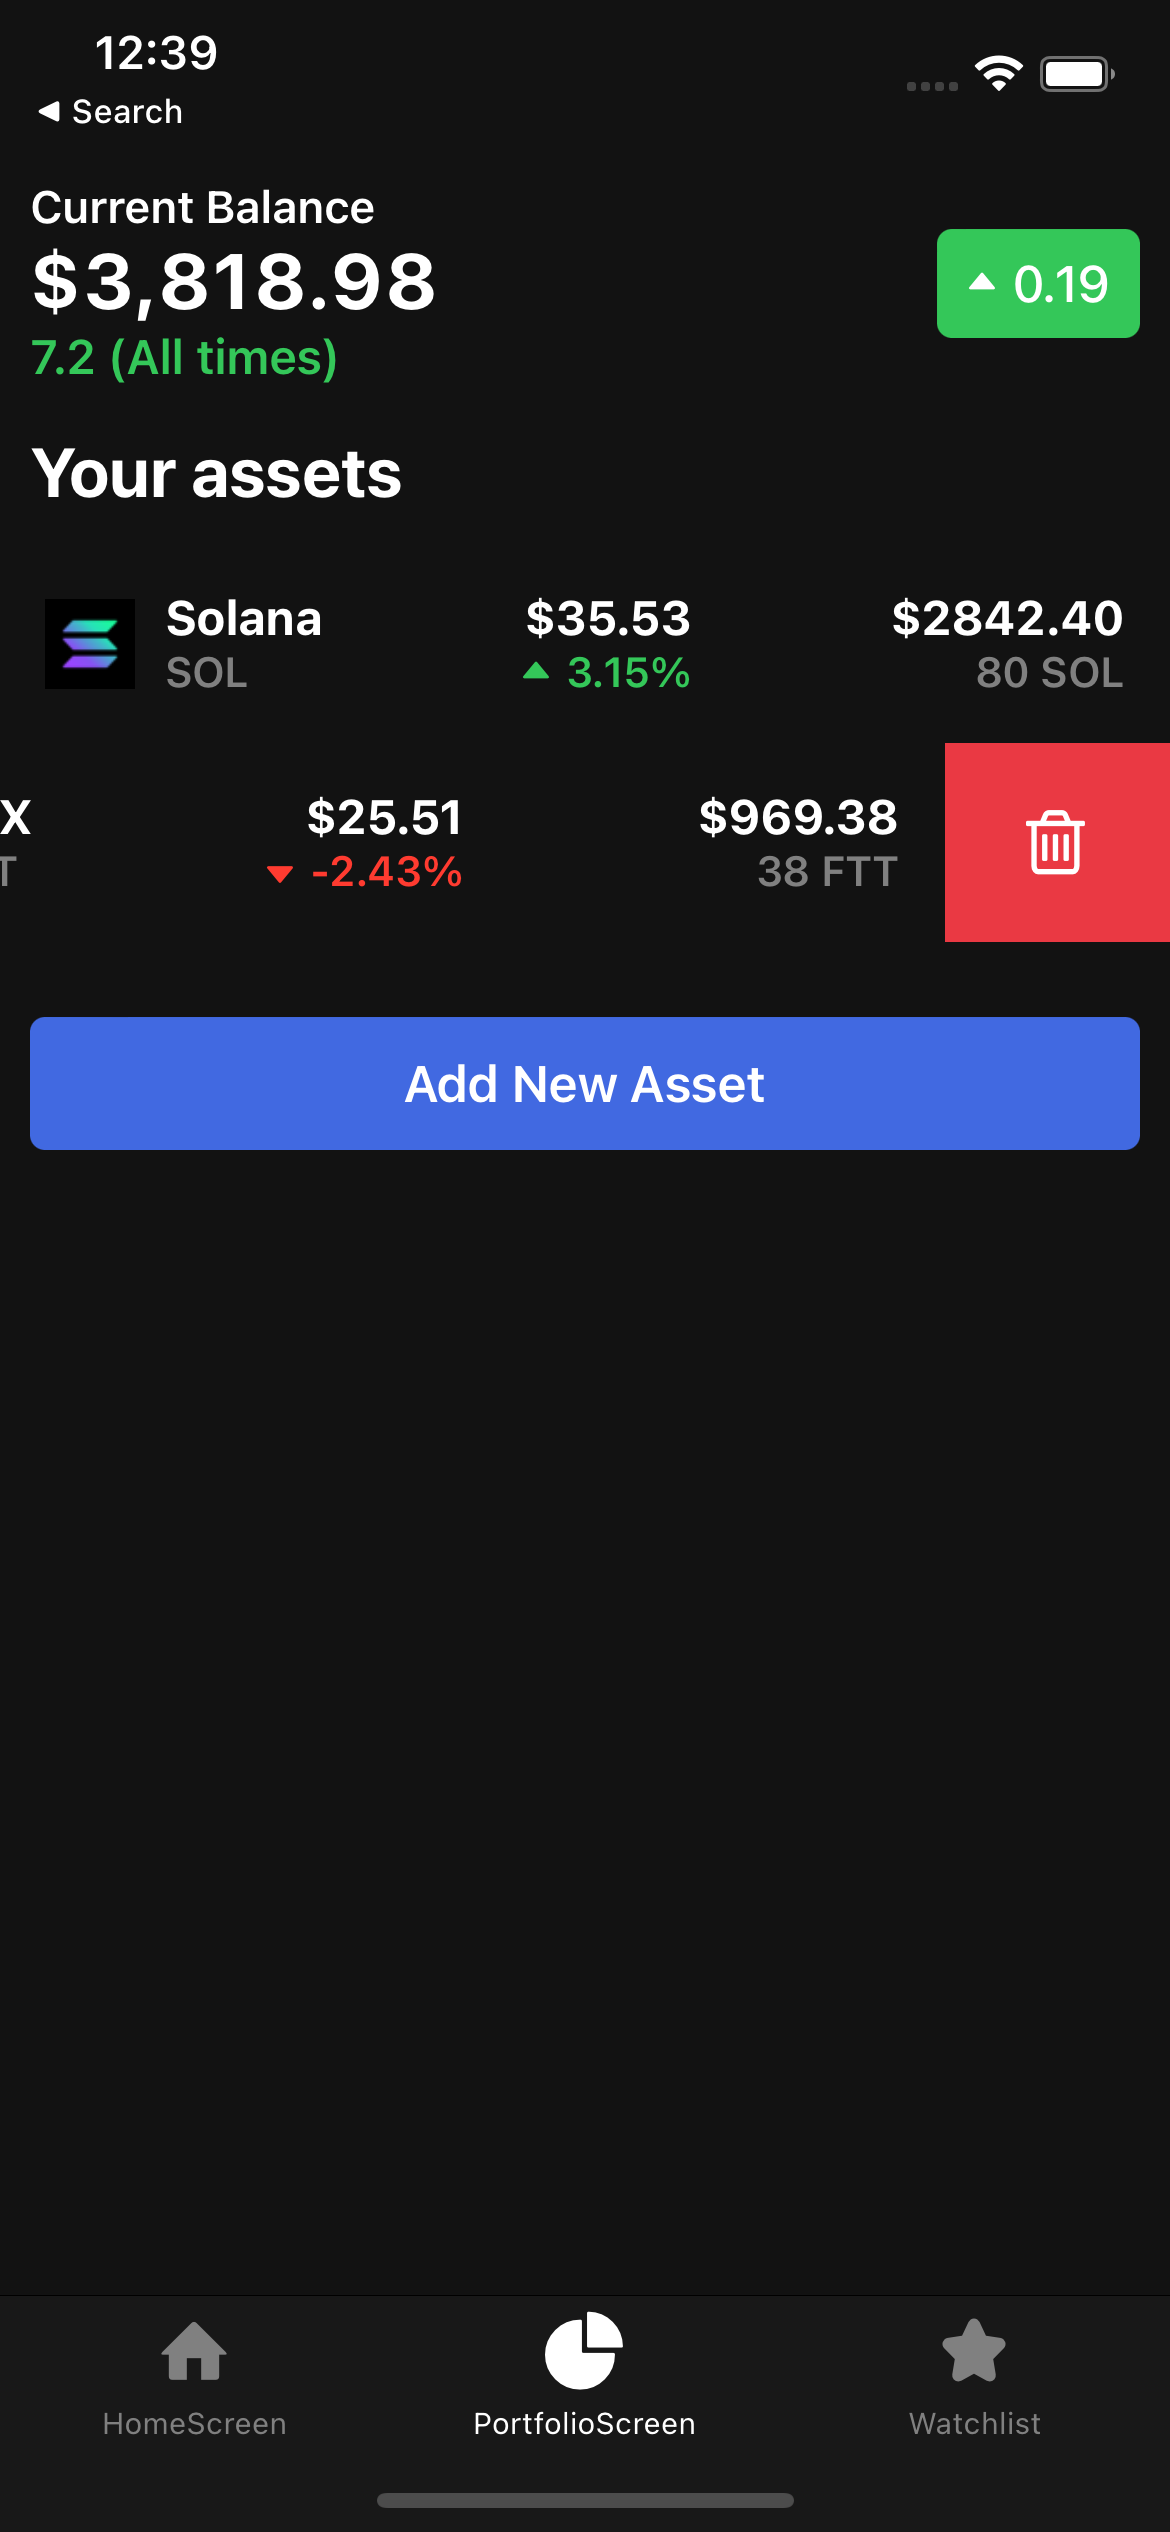 12:39
Search
Current Balance
$3,818.98
0.19
7.2 (All times)
Your assets
Solana $35.53 $2842.40
SOL 3.15% 80 SOL
X $25.51 $969.38
T -2.43% 38 FTT
Add New Asset
HomeScreen PortfolioScreen Watchlist